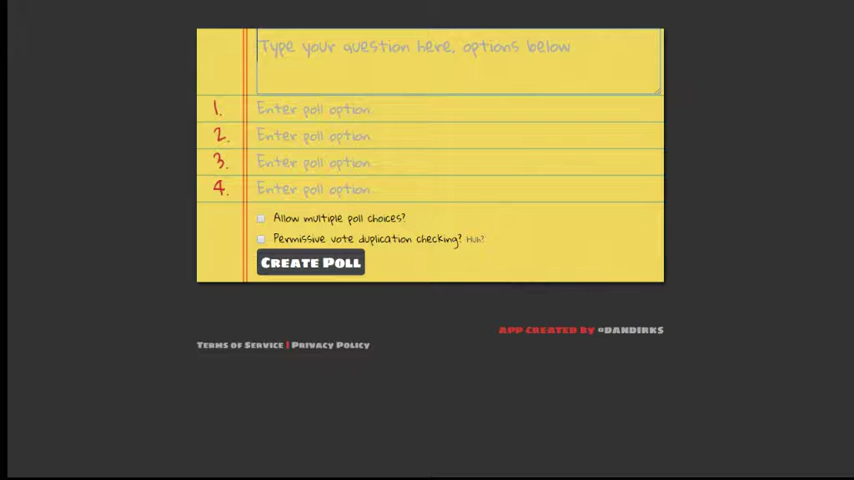 Type your question here, options below
1. Enter poll option...
2. Enter poll option...
3. Enter poll option...
4. Enter poll option...
Allow multiple poll choices?
Permissive vote duplication checking? Huh?
CREATE POLL
APP CREATED BY @DANDIRKS
TERMS OF SERVICE | PRIVACY POLICY